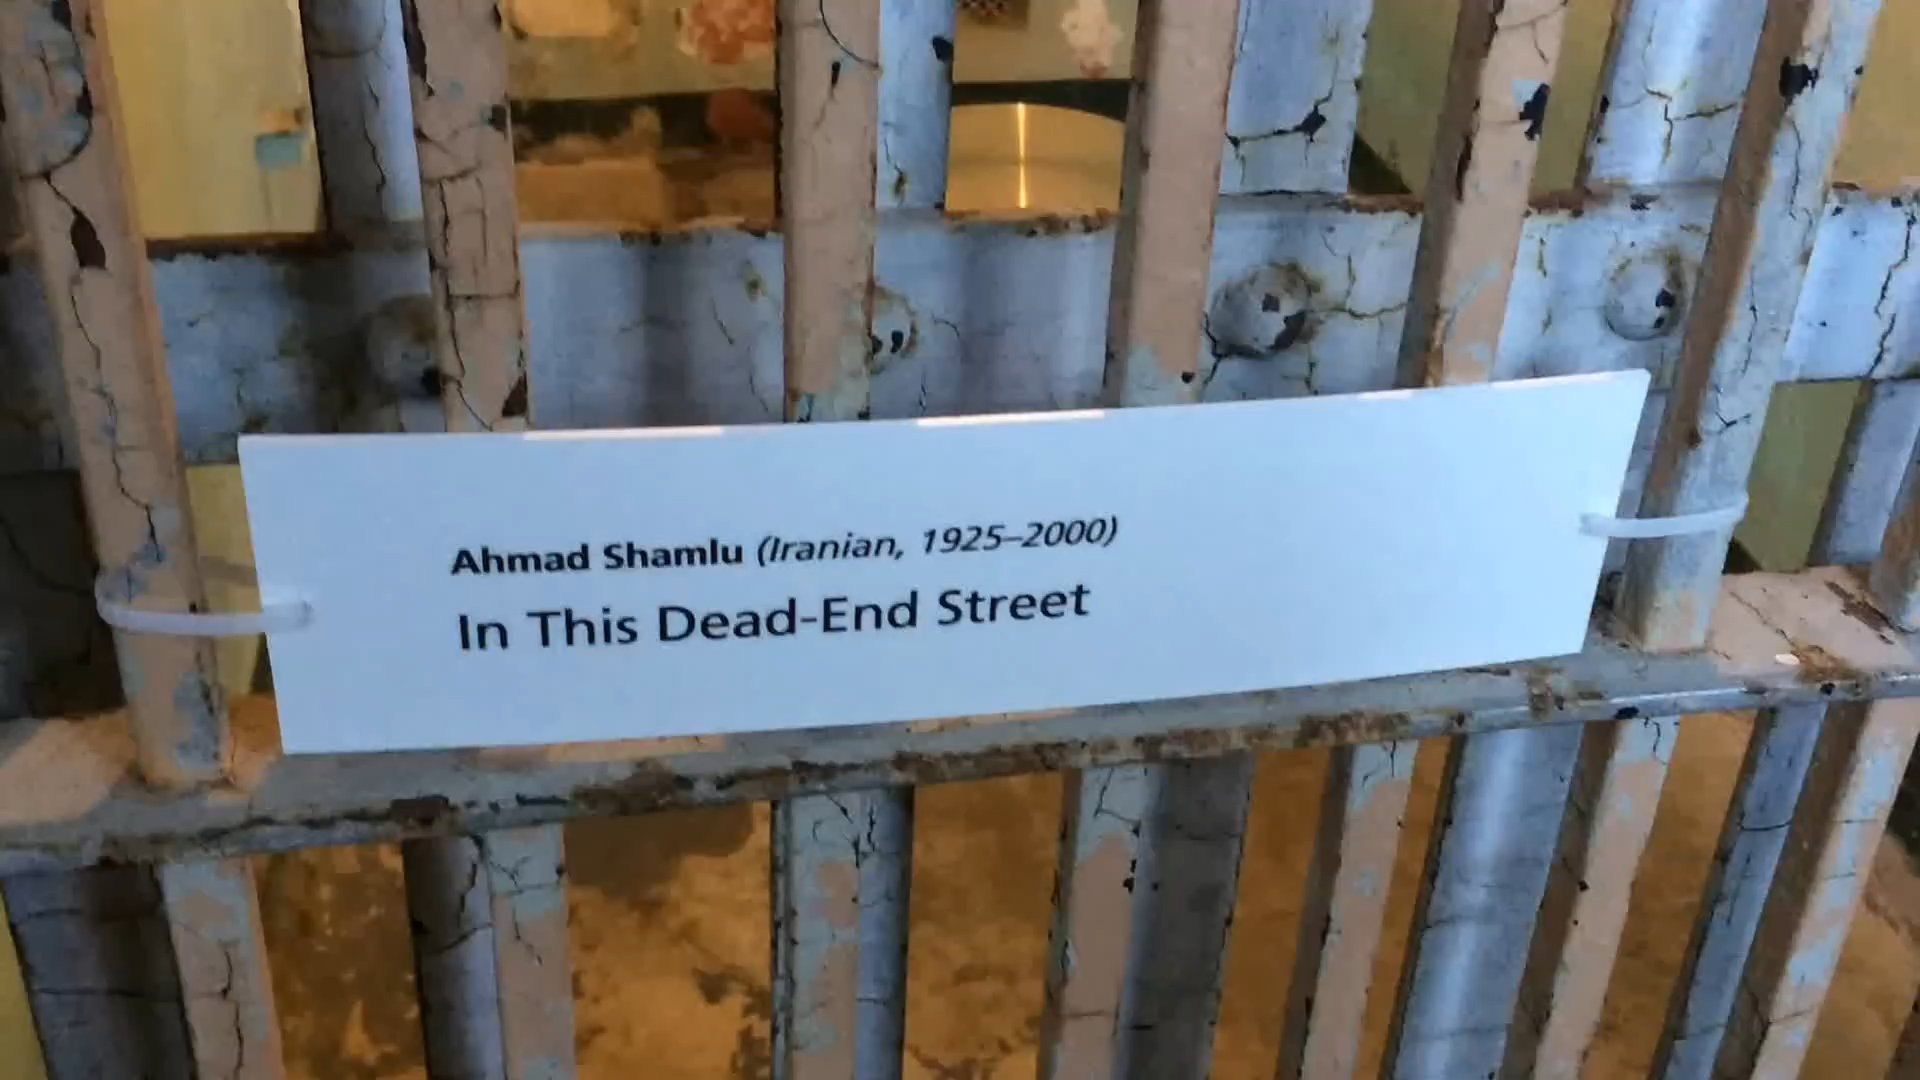 Ahmad Shamlu (Iranian, 1925–2000)
In This Dead-End Street